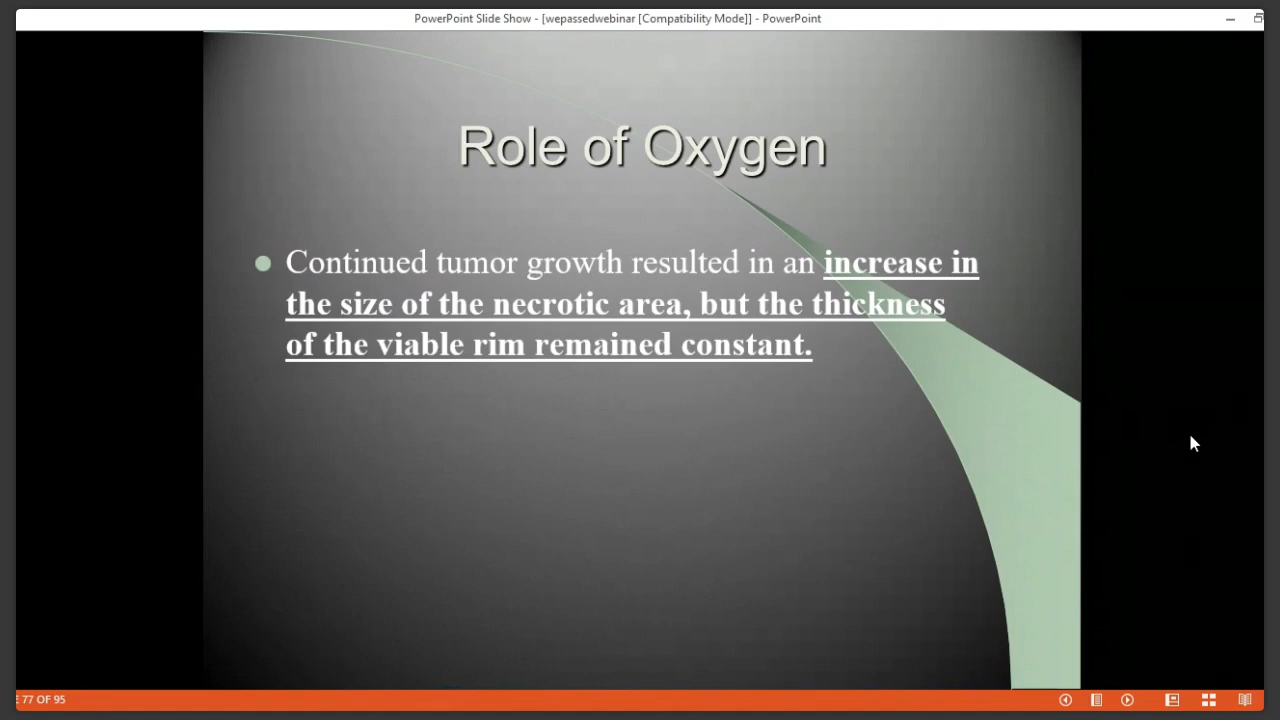 PowerPoint Slide Show - [wepassedwebinar [Compatibility Mode]] - PowerPoint
Role of Oxygen
Continued tumor growth resulted in an increase in
the size of the necrotic area, but the thickness
of the viable rim remained constant.
E 77 OF 95